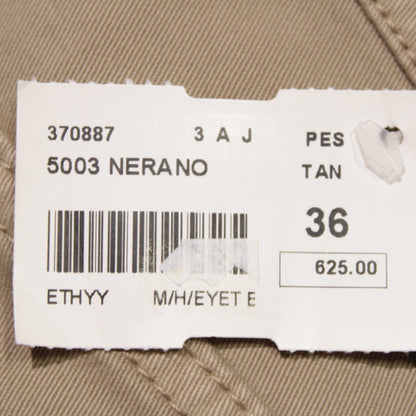 370887 3 A J PES
5003 NERANO TAN
36
625.00
ETHYY M/H/EYET E